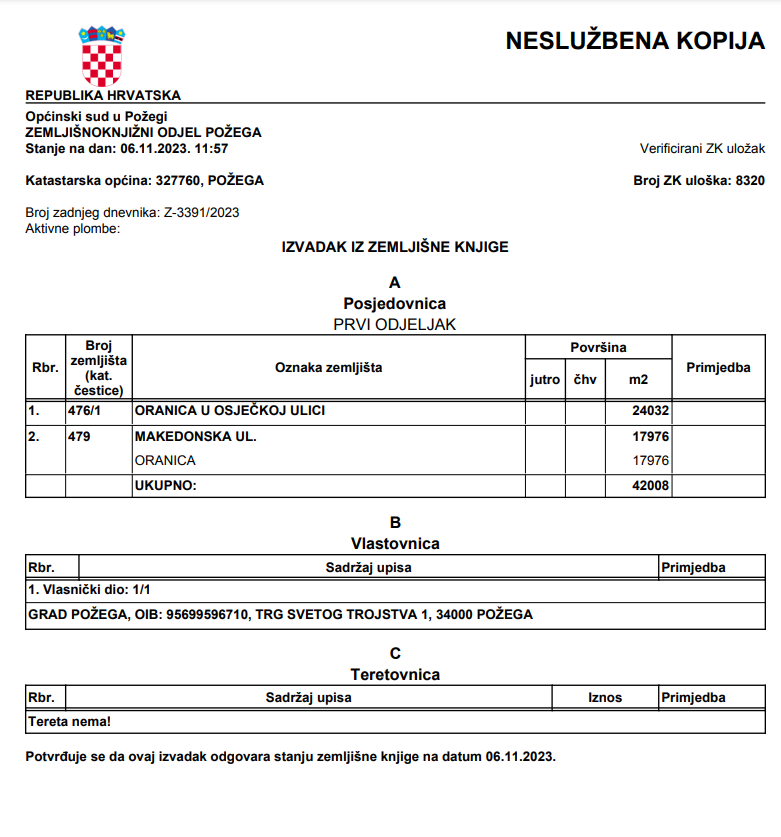 NESLUŽBENA KOPIJA
REPUBLIKA HRVATSKA
Općinski sud u Požegi
ZEMLJIŠNOKNJIŽNI ODJEL POŽEGA
Stanje na dan: 06.11.2023. 11:57
Verificirani ZK uložak
Katastarska općina: 327760, POŽEGA
Broj ZK uloška: 8320
Broj zadnjeg dnevnika: Z-3391/2023
Aktivne plombe:
IZVADAK IZ ZEMLJIŠNE KNJIGE
A
Posjedovnica
PRVI ODJELJAK
Rbr.
Broj
zemljišta
(kat.
čestice)
Oznaka zemljišta
Površina
jutro
čhv
m2
Primjedba
1. 476/1 ORANICA U OSJEČKOJ ULICI 24032
2. 479 MAKEDONSKA UL. 17976
ORANICA 17976
UKUPNO: 42008
B
Vlastovnica
Rbr. Sadržaj upisa Primjedba
1. Vlasnički dio: 1/1
GRAD POŽEGA, OIB: 95699596710, TRG SVETOG TROJSTVA 1, 34000 POŽEGA
C
Teretovnica
Rbr. Sadržaj upisa Iznos Primjedba
Tereta nema!
Potvrđuje se da ovaj izvadak odgovara stanju zemljišne knjige na datum 06.11.2023.